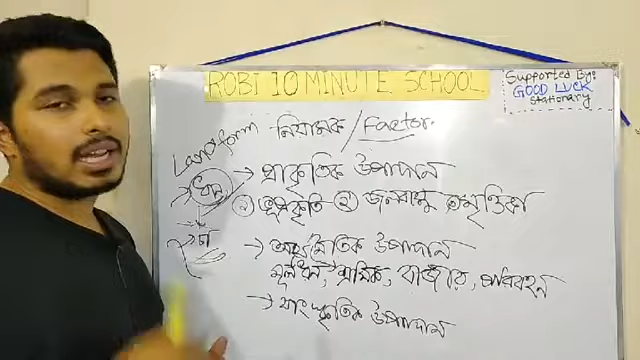 ROBI 10 MINUTE SCHOOL
Supported By:
GOOD LUCK
Stationary
Landform নিয়ামক / Factor.
→ প্রাকৃতিক উপাদান
ধান
① ভূপ্রকৃতি ② জলবায়ু ও মৃত্তিকা
চা
→ অর্থনৈতিক উপাদান
মূলধন, শ্রমিক, বাজার, পরিবহন
→ সাংস্কৃতিক উপাদান